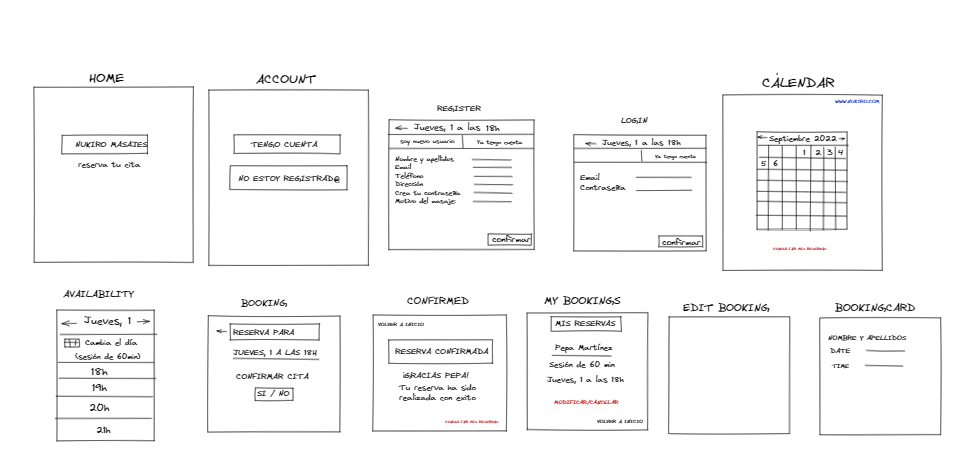 HOME
NUKIRO MASAJES
reserva tu cita
ACCOUNT
TENGO CUENTA
NO ESTOY REGISTRAD@
REGISTER
← Jueves, 1 a las 18h
soy nuevo usuario
Ya tengo cuenta
Nombre y apellidos
Email
Teléfono
Dirección
Crea tu contraseña
Motivo del masaje:
confirmar
LOGIN
← Jueves, 1 a las 18h
Ya tengo cuenta
Email
Contraseña
confirmar
CALENDAR
WWW.NUKIRO.COM
← Septiembre 2022 →
1 2 3 4
5 6
AVAILABILITY
← Jueves, 1 →
Cambia el día
(sesión de 60min)
18h
19h
20h
21h
BOOKING
← RESERVA PARA
JUEVES, 1 A LAS 18H
CONFIRMAR CITA
SI / NO
CONFIRMED
VOLVER A INICIO
RESERVA CONFIRMADA
¡GRACIAS PEPA!
Tu reserva ha sido
realizada con exito
MY BOOKINGS
MIS RESERVAS
Pepa Martínez
Sesión de 60 min
Jueves, 1 a las 18h
MODIFICAR/CANCELAR
VOLVER A INICIO
EDIT BOOKING
BOOKINGCARD
NOMBRE Y APELLIDOS
DATE
TIME